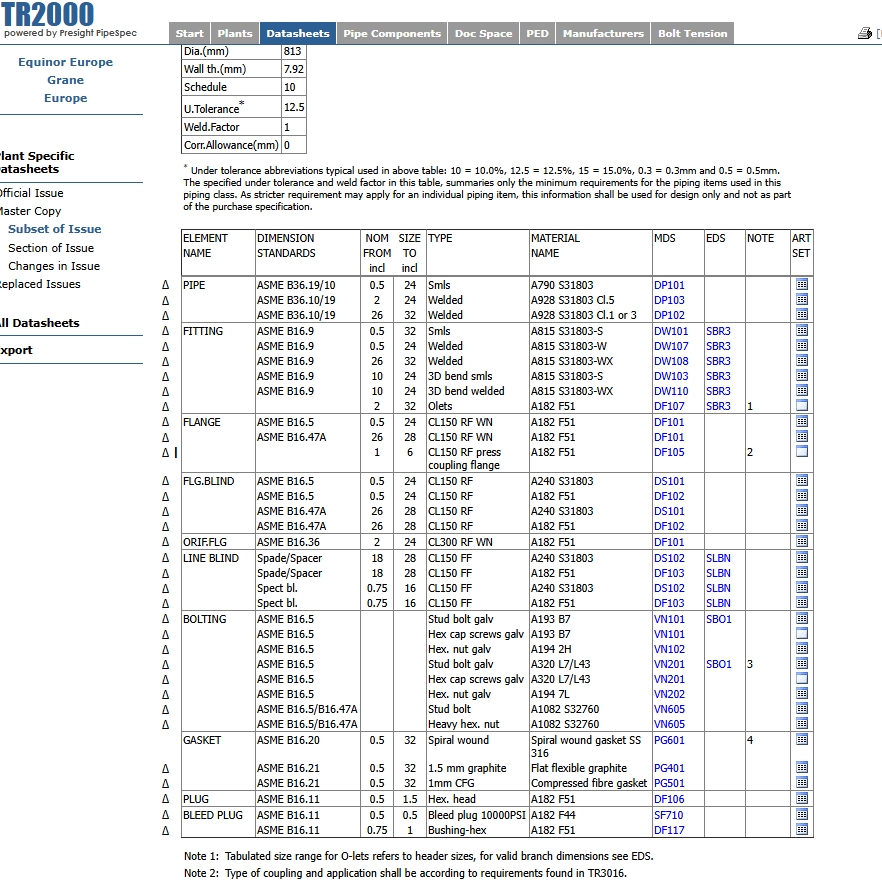 TR2000
powered by Presight PipeSpec
Start Plants Datasheets Pipe Components Doc Space PED Manufacturers Bolt Tension
Equinor Europe
Grane
Europe
lant Specific
atasheets
fficial Issue
aster Copy
Subset of Issue
Section of Issue
Changes in Issue
eplaced Issues
ll Datasheets
xport
Dia.(mm) 813
Wall th.(mm) 7.92
Schedule 10
U.Tolerance* 12.5
Weld.Factor 1
Corr.Allowance(mm) 0
* Under tolerance abbreviations typical used in above table: 10 = 10.0%, 12.5 = 12.5%, 15 = 15.0%, 0.3 = 0.3mm and 0.5 = 0.5mm.
The specified under tolerance and weld factor in this table, summaries only the minimum requirements for the piping items used in this
piping class. As stricter requirement may apply for an individual piping item, this information shall be used for design only and not as part
of the purchase specification.
ELEMENT DIMENSION NOM SIZE TYPE MATERIAL MDS EDS NOTE ART
NAME STANDARDS FROM TO NAME SET
incl incl
Δ PIPE ASME B36.19/10 0.5 24 Smls A790 S31803 DP101
Δ ASME B36.10/19 2 24 Welded A928 S31803 Cl.5 DP103
Δ ASME B36.10/19 26 32 Welded A928 S31803 Cl.1 or 3 DP102
Δ FITTING ASME B16.9 0.5 32 Smls A815 S31803-S DW101 SBR3
Δ ASME B16.9 0.5 24 Welded A815 S31803-W DW107 SBR3
Δ ASME B16.9 26 32 Welded A815 S31803-WX DW108 SBR3
Δ ASME B16.9 10 24 3D bend smls A815 S31803-S DW103 SBR3
Δ ASME B16.9 10 24 3D bend welded A815 S31803-WX DW110 SBR3
Δ 2 32 Olets A182 F51 DF107 SBR3 1
Δ FLANGE ASME B16.5 0.5 24 CL150 RF WN A182 F51 DF101
Δ ASME B16.47A 26 28 CL150 RF WN A182 F51 DF101
Δ 1 6 CL150 RF press A182 F51 DF105 2
coupling flange
Δ FLG.BLIND ASME B16.5 0.5 24 CL150 RF A240 S31803 DS101
Δ ASME B16.5 0.5 24 CL150 RF A182 F51 DF102
Δ ASME B16.47A 26 28 CL150 RF A240 S31803 DS101
Δ ASME B16.47A 26 28 CL150 RF A182 F51 DF102
Δ ORIF.FLG ASME B16.36 2 24 CL300 RF WN A182 F51 DF101
Δ LINE BLIND Spade/Spacer 18 28 CL150 FF A240 S31803 DS102 SLBN
Δ Spade/Spacer 18 28 CL150 FF A182 F51 DF103 SLBN
Δ Spect bl. 0.75 16 CL150 FF A240 S31803 DS102 SLBN
Δ Spect bl. 0.75 16 CL150 FF A182 F51 DF103 SLBN
Δ BOLTING ASME B16.5 Stud bolt galv A193 B7 VN101 SBO1
Δ ASME B16.5 Hex cap screws galv A193 B7 VN101
Δ ASME B16.5 Hex. nut galv A194 2H VN102
Δ ASME B16.5 Stud bolt galv A320 L7/L43 VN201 SBO1 3
Δ ASME B16.5 Hex cap screws galv A320 L7/L43 VN201
Δ ASME B16.5 Hex. nut galv A194 7L VN202
Δ ASME B16.5/B16.47A Stud bolt A1082 S32760 VN605
Δ ASME B16.5/B16.47A Heavy hex. nut A1082 S32760 VN605
GASKET ASME B16.20 0.5 32 Spiral wound Spiral wound gasket SS PG601 4
316
Δ ASME B16.21 0.5 32 1.5 mm graphite Flat flexible graphite PG401
Δ ASME B16.21 0.5 32 1mm CFG Compressed fibre gasket PG501
Δ PLUG ASME B16.11 0.5 1.5 Hex. head A182 F51 DF106
Δ BLEED PLUG ASME B16.11 0.5 0.5 Bleed plug 10000PSI A182 F44 SF710
Δ ASME B16.11 0.75 1 Bushing-hex A182 F51 DF117
Note 1: Tabulated size range for O-lets refers to header sizes, for valid branch dimensions see EDS.
Note 2: Type of coupling and application shall be according to requirements found in TR3016.